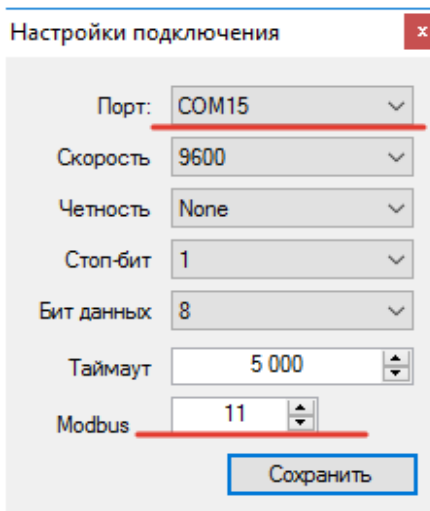 Настройки подключения x
Порт: COM15
Скорость 9600
Четность None
Стоп-бит 1
Бит данных 8
Таймаут 5 000
Modbus 11
Сохранить